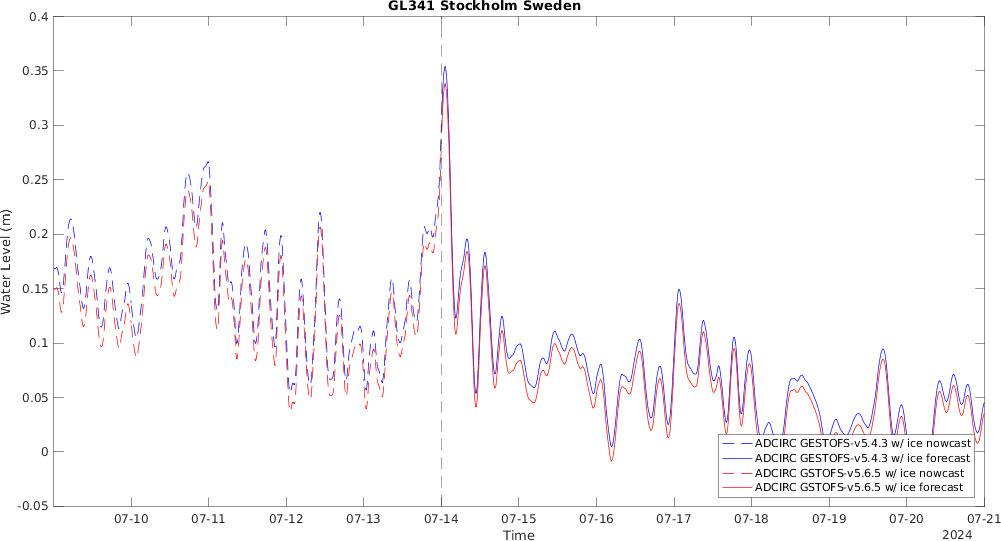 GL341 Stockholm Sweden
0.4
0.35
0.3
0.25
0.2
0.15
0.1
0.05
0
-0.05
Water Level (m)
ADCIRC GESTOFS-v5.4.3 w/ ice nowcast
ADCIRC GESTOFS-v5.4.3 w/ ice forecast
ADCIRC GSTOFS-v5.6.5 w/ ice nowcast
ADCIRC GSTOFS-v5.6.5 w/ ice forecast
07-10 07-11 07-12 07-13 07-14 07-15 07-16 07-17 07-18 07-19 07-20 07-21
Time
2024